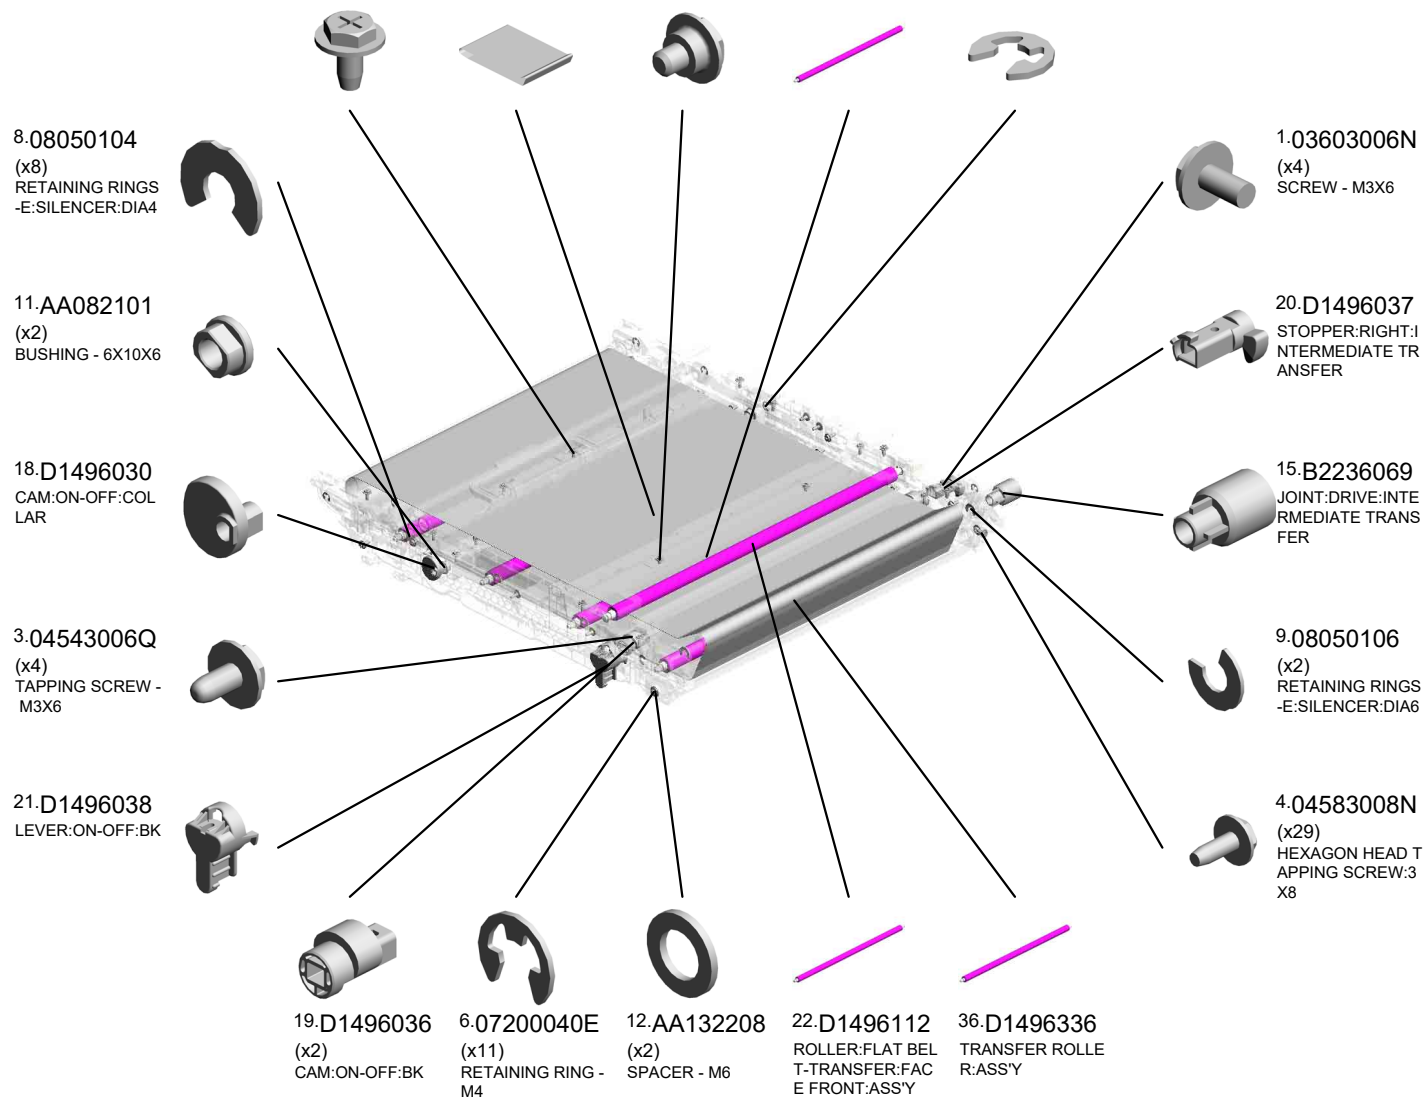 8.08050104
(x8)
RETAINING RINGS
-E:SILENCER:DIA4
11.AA082101
(x2)
BUSHING - 6X10X6
18.D1496030
CAM:ON-OFF:COL
LAR
3.04543006Q
(x4)
TAPPING SCREW -
M3X6
21.D1496038
LEVER:ON-OFF:BK
19.D1496036
(x2)
CAM:ON-OFF:BK
6.07200040E
(x11)
RETAINING RING -
M4
12.AA132208
(x2)
SPACER - M6
22.D1496112
ROLLER:FLAT BEL
T-TRANSFER:FAC
E FRONT:ASS'Y
36.D1496336
TRANSFER ROLLE
R:ASS'Y
1.03603006N
(x4)
SCREW - M3X6
20.D1496037
STOPPER:RIGHT:I
NTERMEDIATE TR
ANSFER
15.B2236069
JOINT:DRIVE:INTE
RMEDIATE TRANS
FER
9.08050106
(x2)
RETAINING RINGS
-E:SILENCER:DIA6
4.04583008N
(x29)
HEXAGON HEAD T
APPING SCREW:3
X8